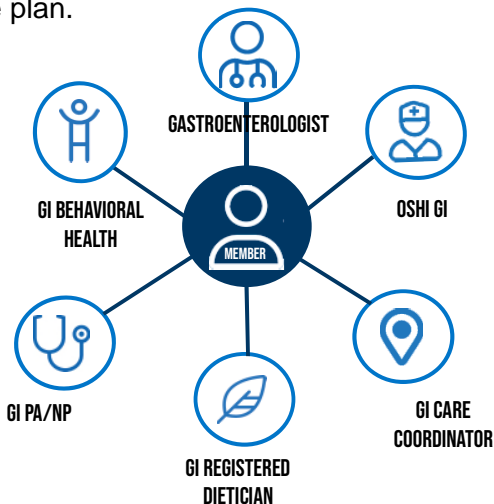 plan.
GASTROENTEROLOGIST
GI BEHAVIORAL
HEALTH
OSHI GI
MEMBER
GI PA/NP
GI CARE
COORDINATOR
GI REGISTERED
DIETICIAN